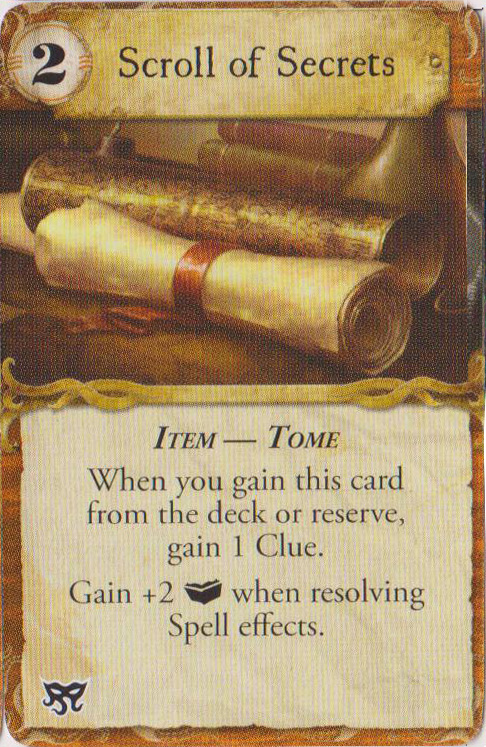 2
Scroll of Secrets
ITEM — TOME
When you gain this card
from the deck or reserve,
gain 1 Clue.
Gain +2 when resolving
Spell effects.